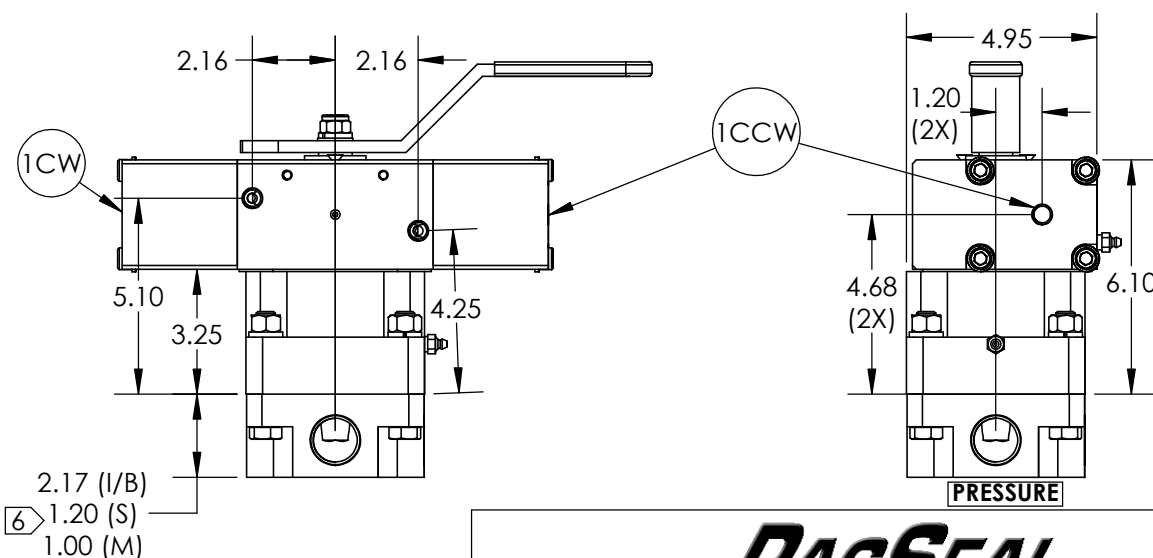 2.16
2.16
4.95
1.20
(2X)
1CW
1CCW
5.10
3.25
4.25
4.68
(2X)
6.10
2.17 (I/B)
6
1.20 (S)
1.00 (M)
PRESSURE
PACSEAL